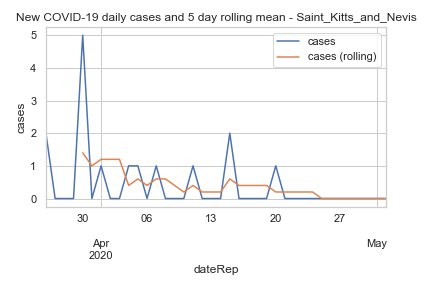 New COVID-19 daily cases and 5 day rolling mean - Saint_Kitts_and_Nevis
cases
cases (rolling)
cases
5
4
3
2
1
0
30
06
13
20
27
Apr
2020
May
dateRep